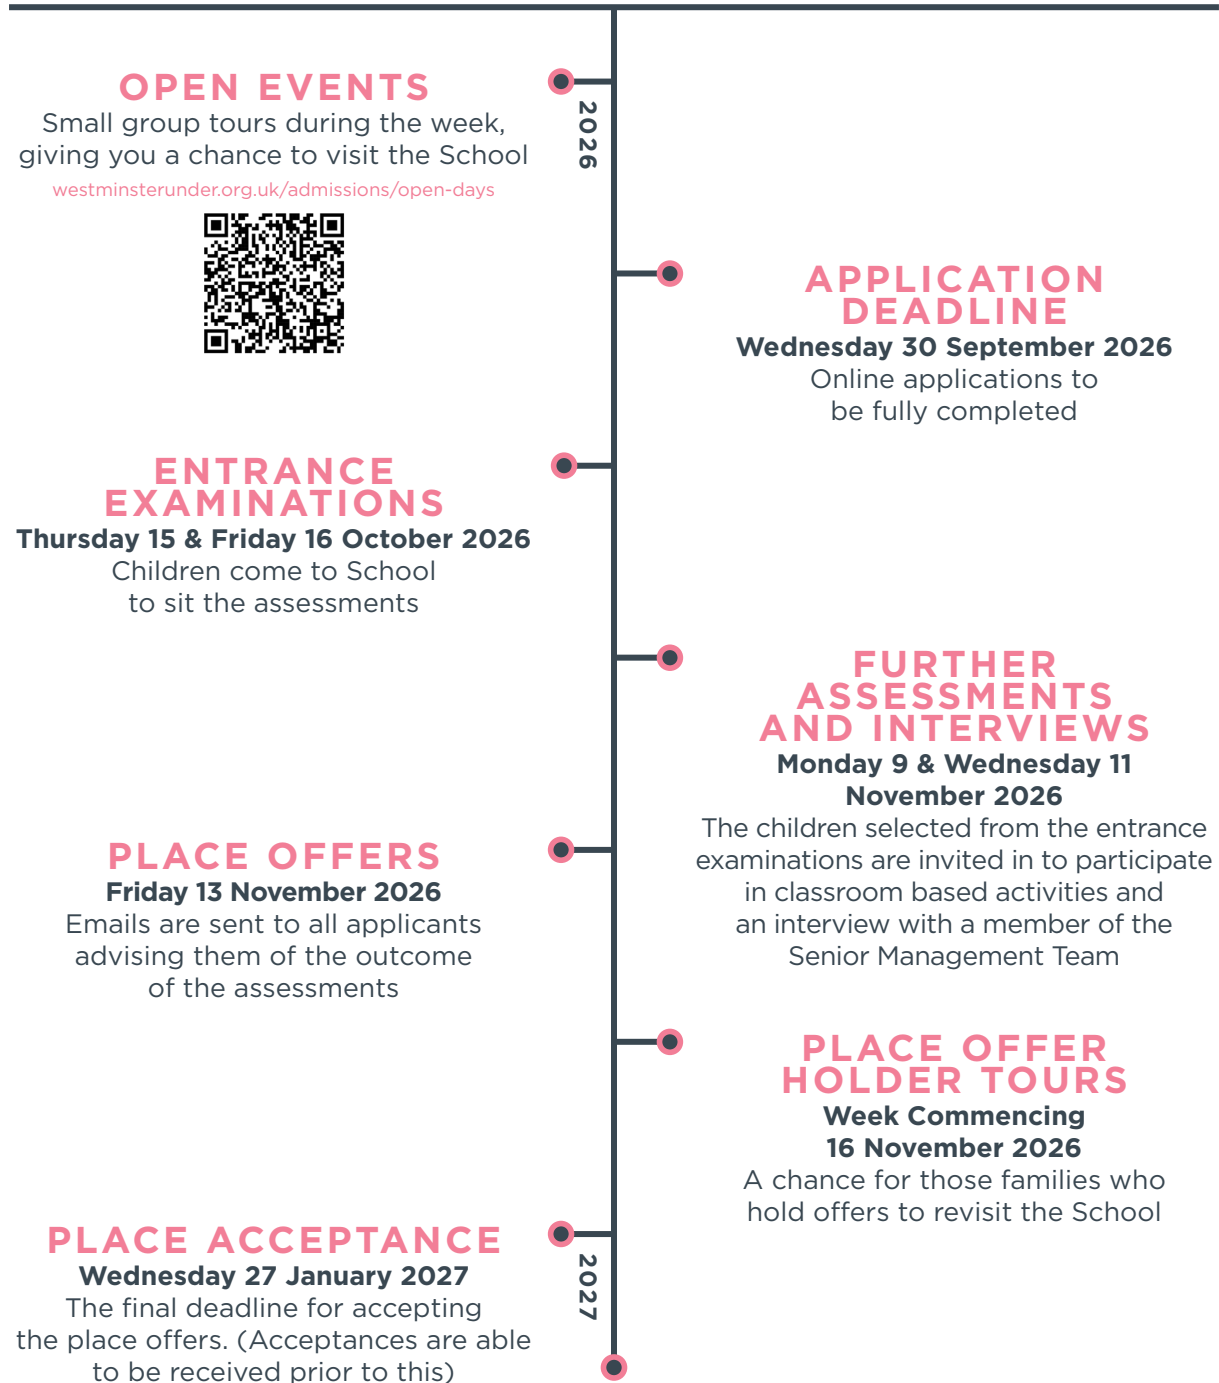 OPEN EVENTS
Small group tours during the week,
giving you a chance to visit the School
westminsterunder.org.uk/admissions/open-days
2026
APPLICATION
DEADLINE
Wednesday 30 September 2026
Online applications to
be fully completed
ENTRANCE
EXAMINATIONS
Thursday 15 & Friday 16 October 2026
Children come to School
to sit the assessments
FURTHER
ASSESSMENTS
AND INTERVIEWS
Monday 9 & Wednesday 11
November 2026
The children selected from the entrance
examinations are invited in to participate
in classroom based activities and
an interview with a member of the
Senior Management Team
PLACE OFFERS
Friday 13 November 2026
Emails are sent to all applicants
advising them of the outcome
of the assessments
PLACE OFFER
HOLDER TOURS
Week Commencing
16 November 2026
A chance for those families who
hold offers to revisit the School
PLACE ACCEPTANCE
Wednesday 27 January 2027
The final deadline for accepting
the place offers. (Acceptances are able
to be received prior to this)
2027